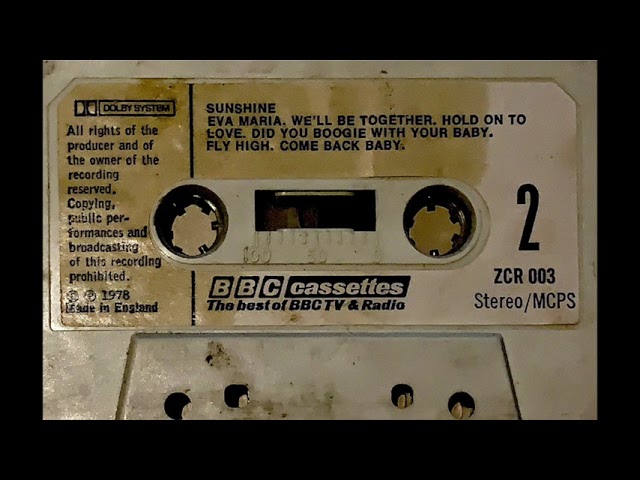 DOLBY SYSTEM
All rights of the
producer and of
the owner of the
recording
reserved.
Copying,
public per-
formances and
broadcasting
of this recording
prohibited.
© ℗ 1978
Made in England
SUNSHINE
EVA MARIA. WE'LL BE TOGETHER. HOLD ON TO
LOVE. DID YOU BOOGIE WITH YOUR BABY.
FLY HIGH. COME BACK BABY.
100 50
BBC cassettes
The best of BBC TV & Radio
2
ZCR 003
Stereo/MCPS